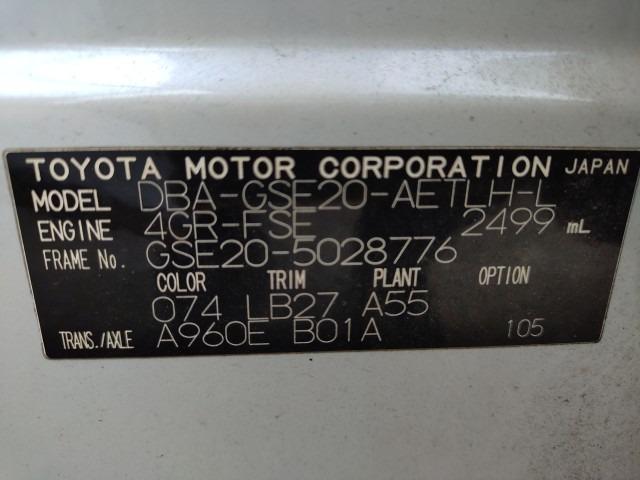 TOYOTA MOTOR CORPORATION JAPAN
MODEL DBA-GSE20-AETLH-L
ENGINE 4GR-FSE 2499 mL
FRAME No. GSE20-5028776
COLOR TRIM PLANT OPTION
074 LB27 A55
TRANS./AXLE A960E B01A 105